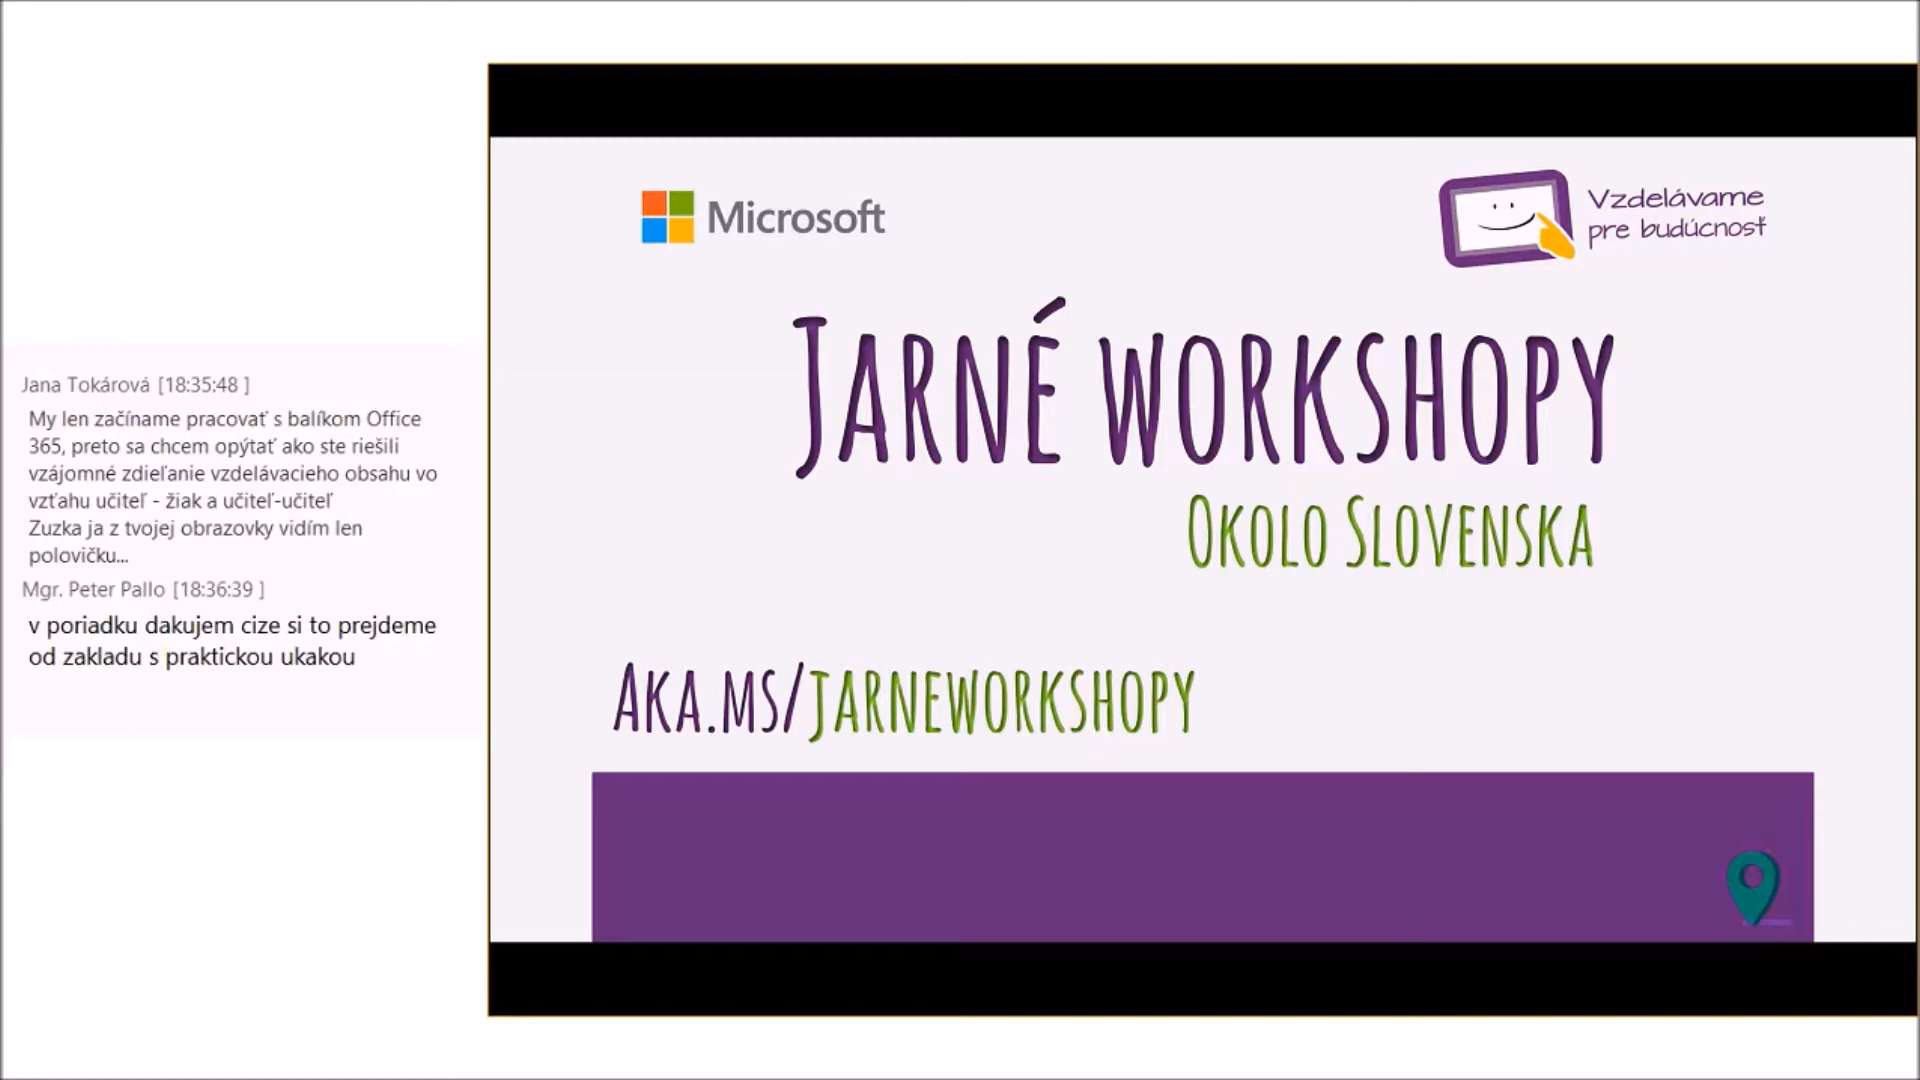 Jana Tokárová [18:35:48 ]
My len začíname pracovať s balíkom Office
365, preto sa chcem opýtať ako ste riešili
vzájomné zdieľanie vzdelávacieho obsahu vo
vzťahu učiteľ - žiak a učiteľ-učiteľ
Zuzka ja z tvojej obrazovky vidím len
polovičku...
Mgr. Peter Pallo [18:36:39 ]
v poriadku dakujem cize si to prejdeme
od zakladu s praktickou ukakou
Microsoft
Vzdelávame
pre budúcnosť
Jarné workshopy
Okolo Slovenska
Aka.ms/jarneworkshopy